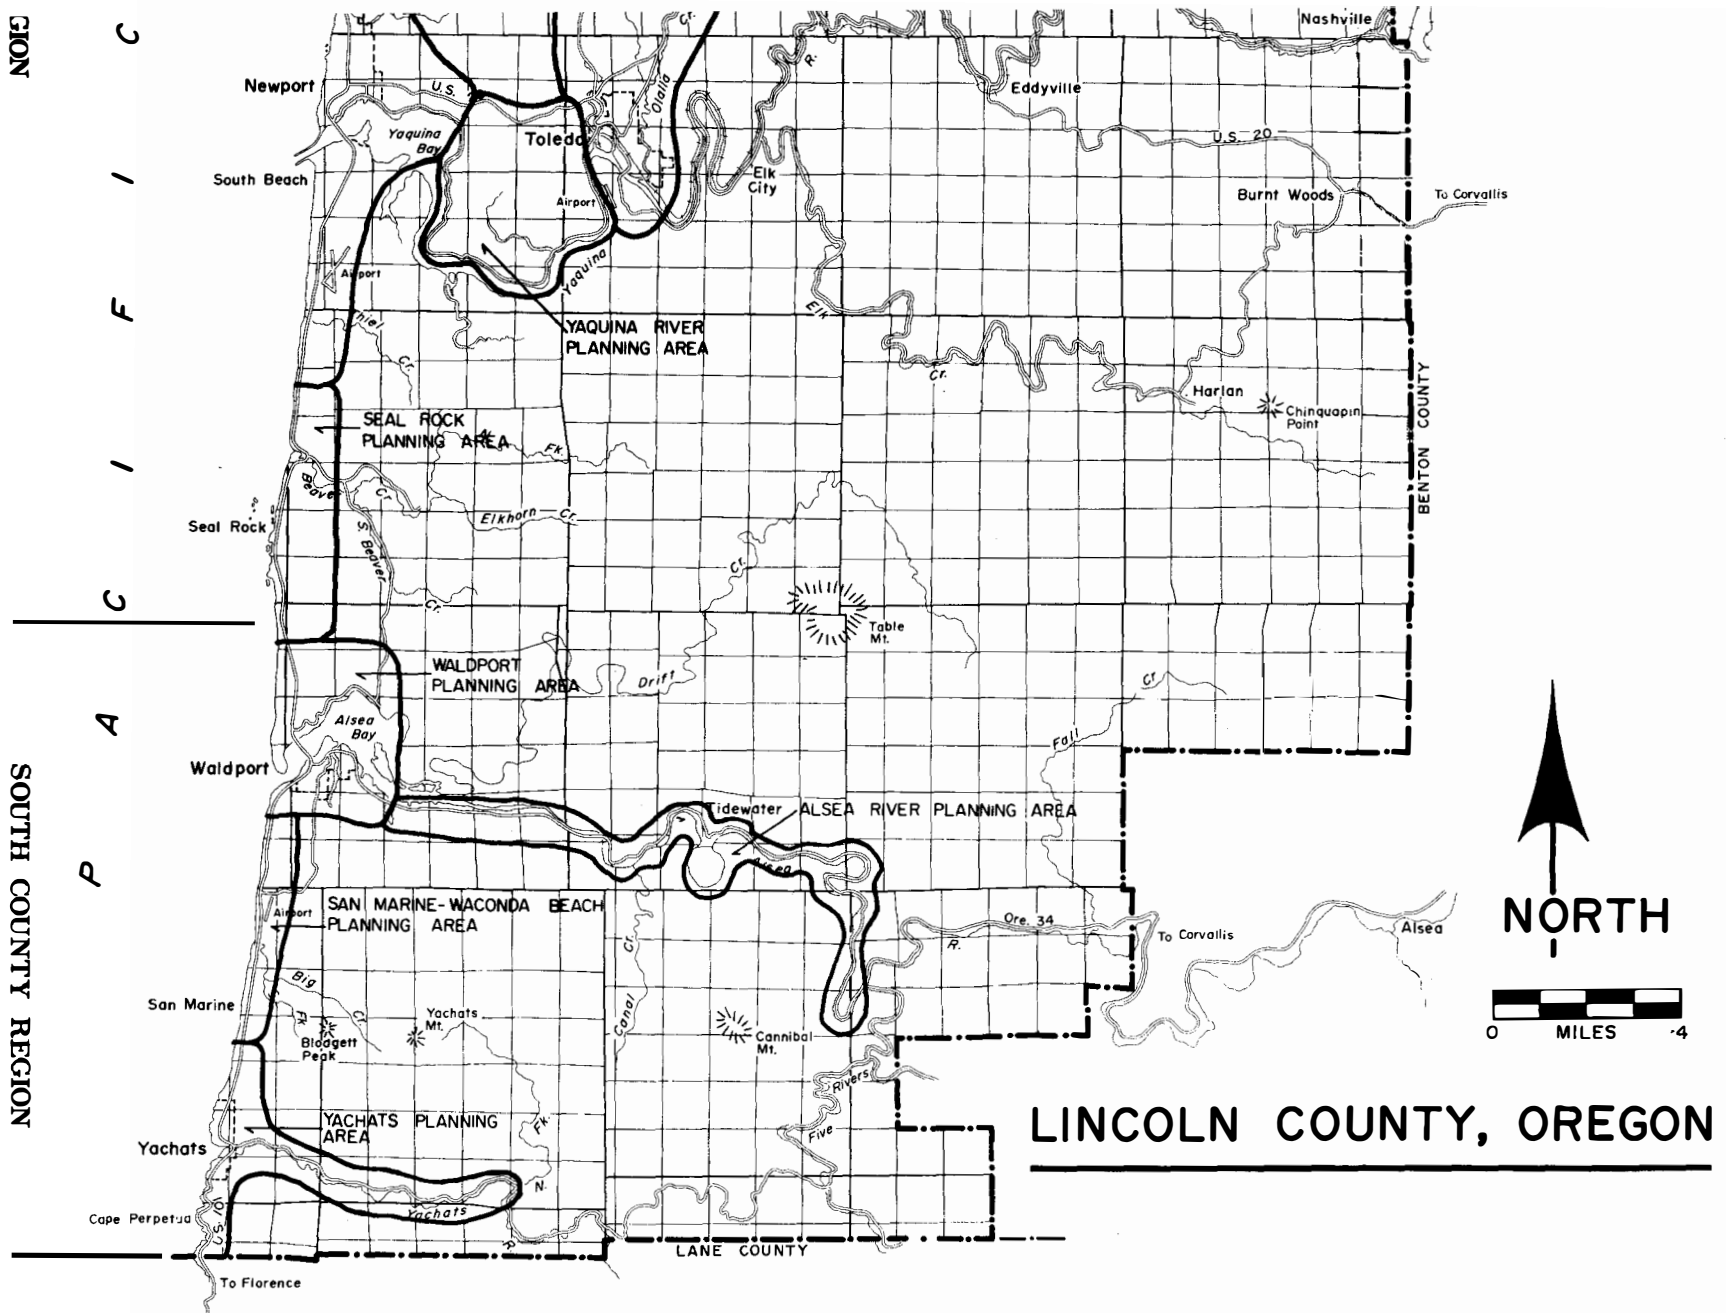 Nashville
Cr.
GION
C
I
F
I
C
A
P
SOUTH COUNTY REGION
Newport
U.S.
Olalla
R.
Eddyville
Yaquina
Bay
Toledo
U.S. 20
South Beach
Elk
City
Airport
Burnt Woods
To Corvallis
Airport
Yaquina
Elk
Thiel
Cr.
YAQUINA RIVER
PLANNING AREA
Cr.
Harlan
Chinquapin
Point
BENTON COUNTY
SEAL ROCK
PLANNING AREA
N.
Fk.
Beaver
Cr.
Seal Rock
S. Beaver
Cr.
Elkhorn Cr.
Cr.
Table
Mt.
WALDPORT
PLANNING AREA
Drift
Cr.
Alsea
Bay
Fall
Waldport
Tidewater
ALSEA RIVER PLANNING AREA
Alsea
SAN MARINE-WACONDA BEACH
PLANNING AREA
Airport
Ore. 34
R.
To Corvallis
Alsea
NORTH
Cr.
Canal
San Marine
Big
Cr.
Fk.
Blodgett
Peak
Yachats
Mt.
Cannibal
Mt.
0 MILES 4
Rivers
Five
LINCOLN COUNTY, OREGON
YACHATS PLANNING
AREA
Fk.
Yachats
N.
Yachats
R.
Cape Perpetua
U.S. 101
LANE COUNTY
To Florence